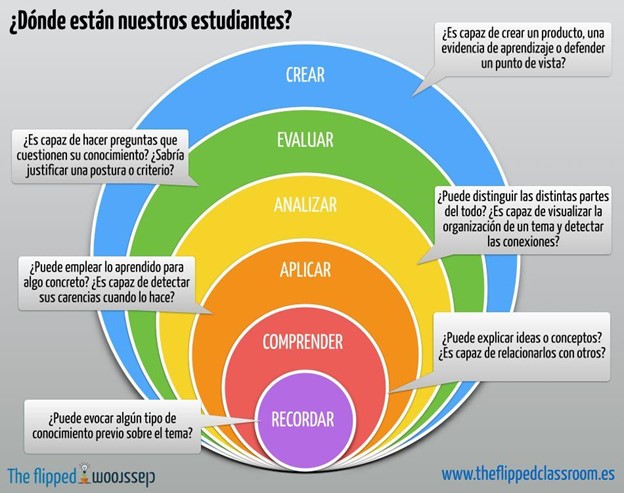 ¿Dónde están nuestros estudiantes?
¿Es capaz de crear un producto, una
evidencia de aprendizaje o defender
un punto de vista?
CREAR
¿Es capaz de hacer preguntas que
cuestionen su conocimiento? ¿Sabría
justificar una postura o criterio?
EVALUAR
ANALIZAR
¿Puede distinguir las distintas partes
del todo? ¿Es capaz de visualizar la
organización de un tema y detectar
las conexiones?
¿Puede emplear lo aprendido para
algo concreto? ¿Es capaz de detectar
sus carencias cuando lo hace?
APLICAR
COMPRENDER
¿Puede explicar ideas o conceptos?
¿Es capaz de relacionarlos con otros?
¿Puede evocar algún tipo de
conocimiento previo sobre el tema?
RECORDAR
The flipped classroom
www.theflippedclassroom.es